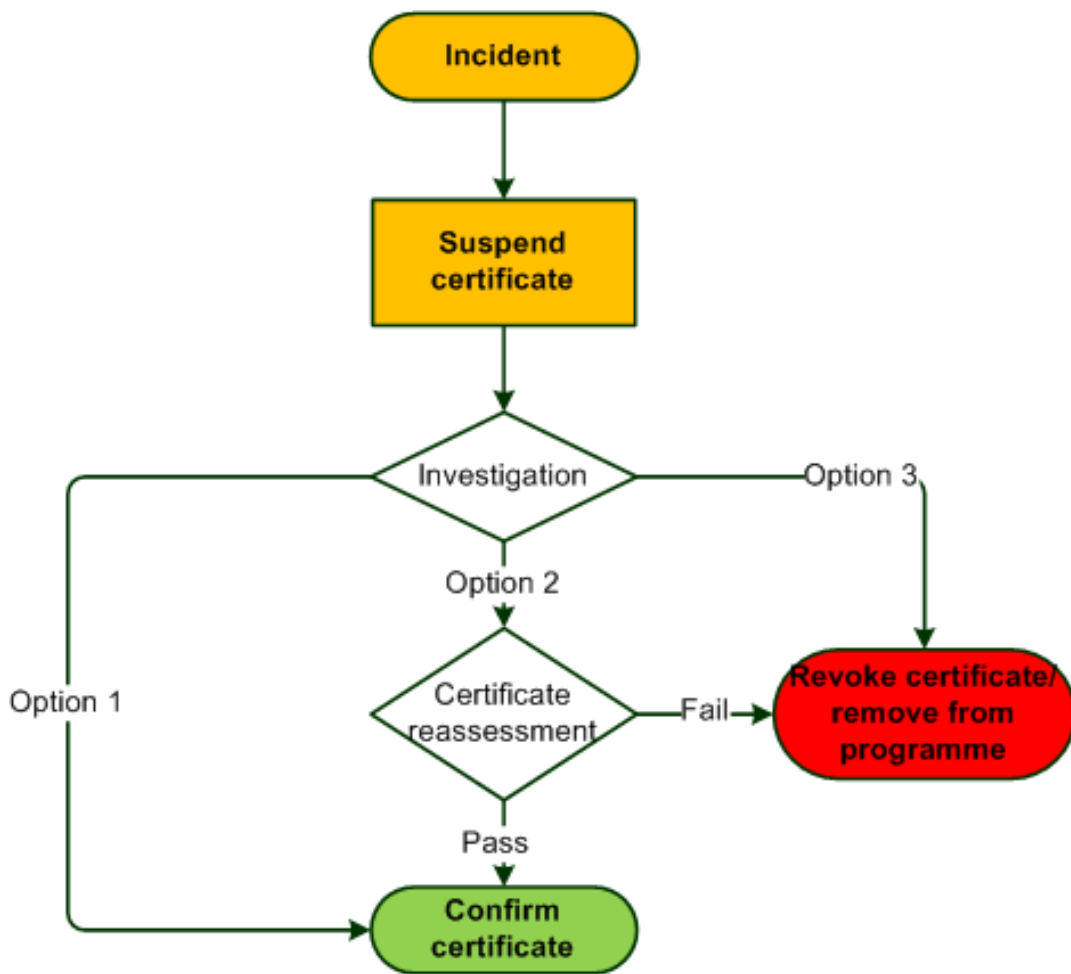 Incident
Suspend
certificate
Investigation
Option 3
Option 2
Option 1
Certificate
reassessment
Fail
Revoke certificate/
remove from
programme
Pass
Confirm
certificate